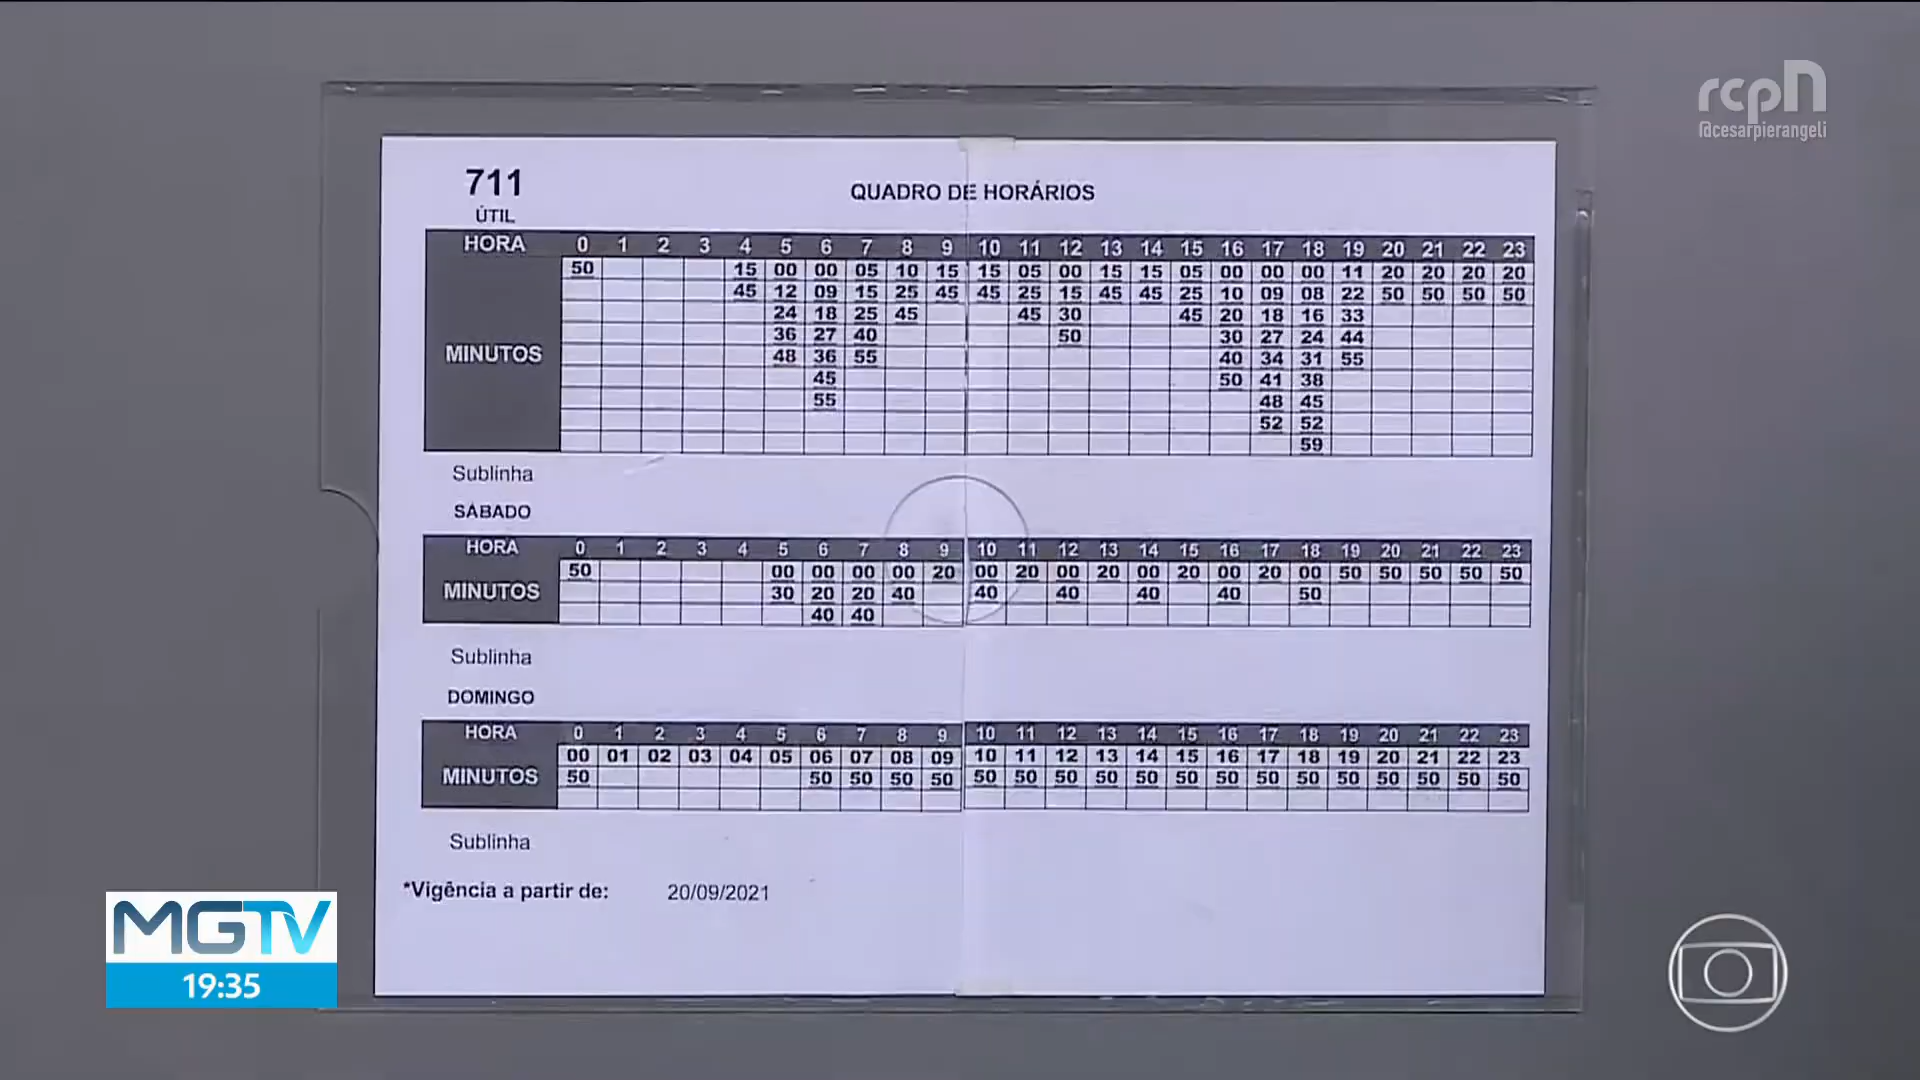 rcpn
@cesarpierangeli
711
ÚTIL
QUADRO DE HORÁRIOS
HORA 0 1 2 3 4 5 6 7 8 9 10 11 12 13 14 15 16 17 18 19 20 21 22 23
50 15 00 00 05 10 15 15 05 00 15 15 05 00 00 00 11 20 20 20 20
45 12 09 15 25 45 45 25 15 45 45 25 10 09 08 22 50 50 50 50
24 18 25 45 45 30 45 20 18 16 33
36 27 40 50 30 27 24 44
MINUTOS
48 36 55 40 34 31 55
45 50 41 38
55 48 45
52 52
59
Sublinha
SÁBADO
HORA 0 1 2 3 4 5 6 7 8 9 10 11 12 13 14 15 16 17 18 19 20 21 22 23
50 00 00 00 00 20 00 20 00 20 00 20 00 20 00 50 50 50 50 50
MINUTOS 30 20 20 40 40 40 40 40 50
40 40
Sublinha
DOMINGO
HORA 0 1 2 3 4 5 6 7 8 9 10 11 12 13 14 15 16 17 18 19 20 21 22 23
00 01 02 03 04 05 06 07 08 09 10 11 12 13 14 15 16 17 18 19 20 21 22 23
MINUTOS 50 50 50 50 50 50 50 50 50 50 50 50 50 50 50 50 50 50 50
Sublinha
*Vigência a partir de: 20/09/2021
MGTV
19:35